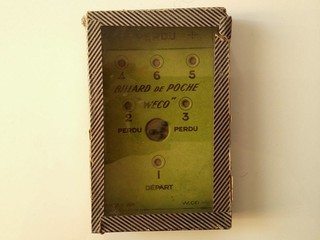 4 6 5
BILLARD DE POCHE
"WECO"
2 3
PERDU PERDU
1
DÉPART